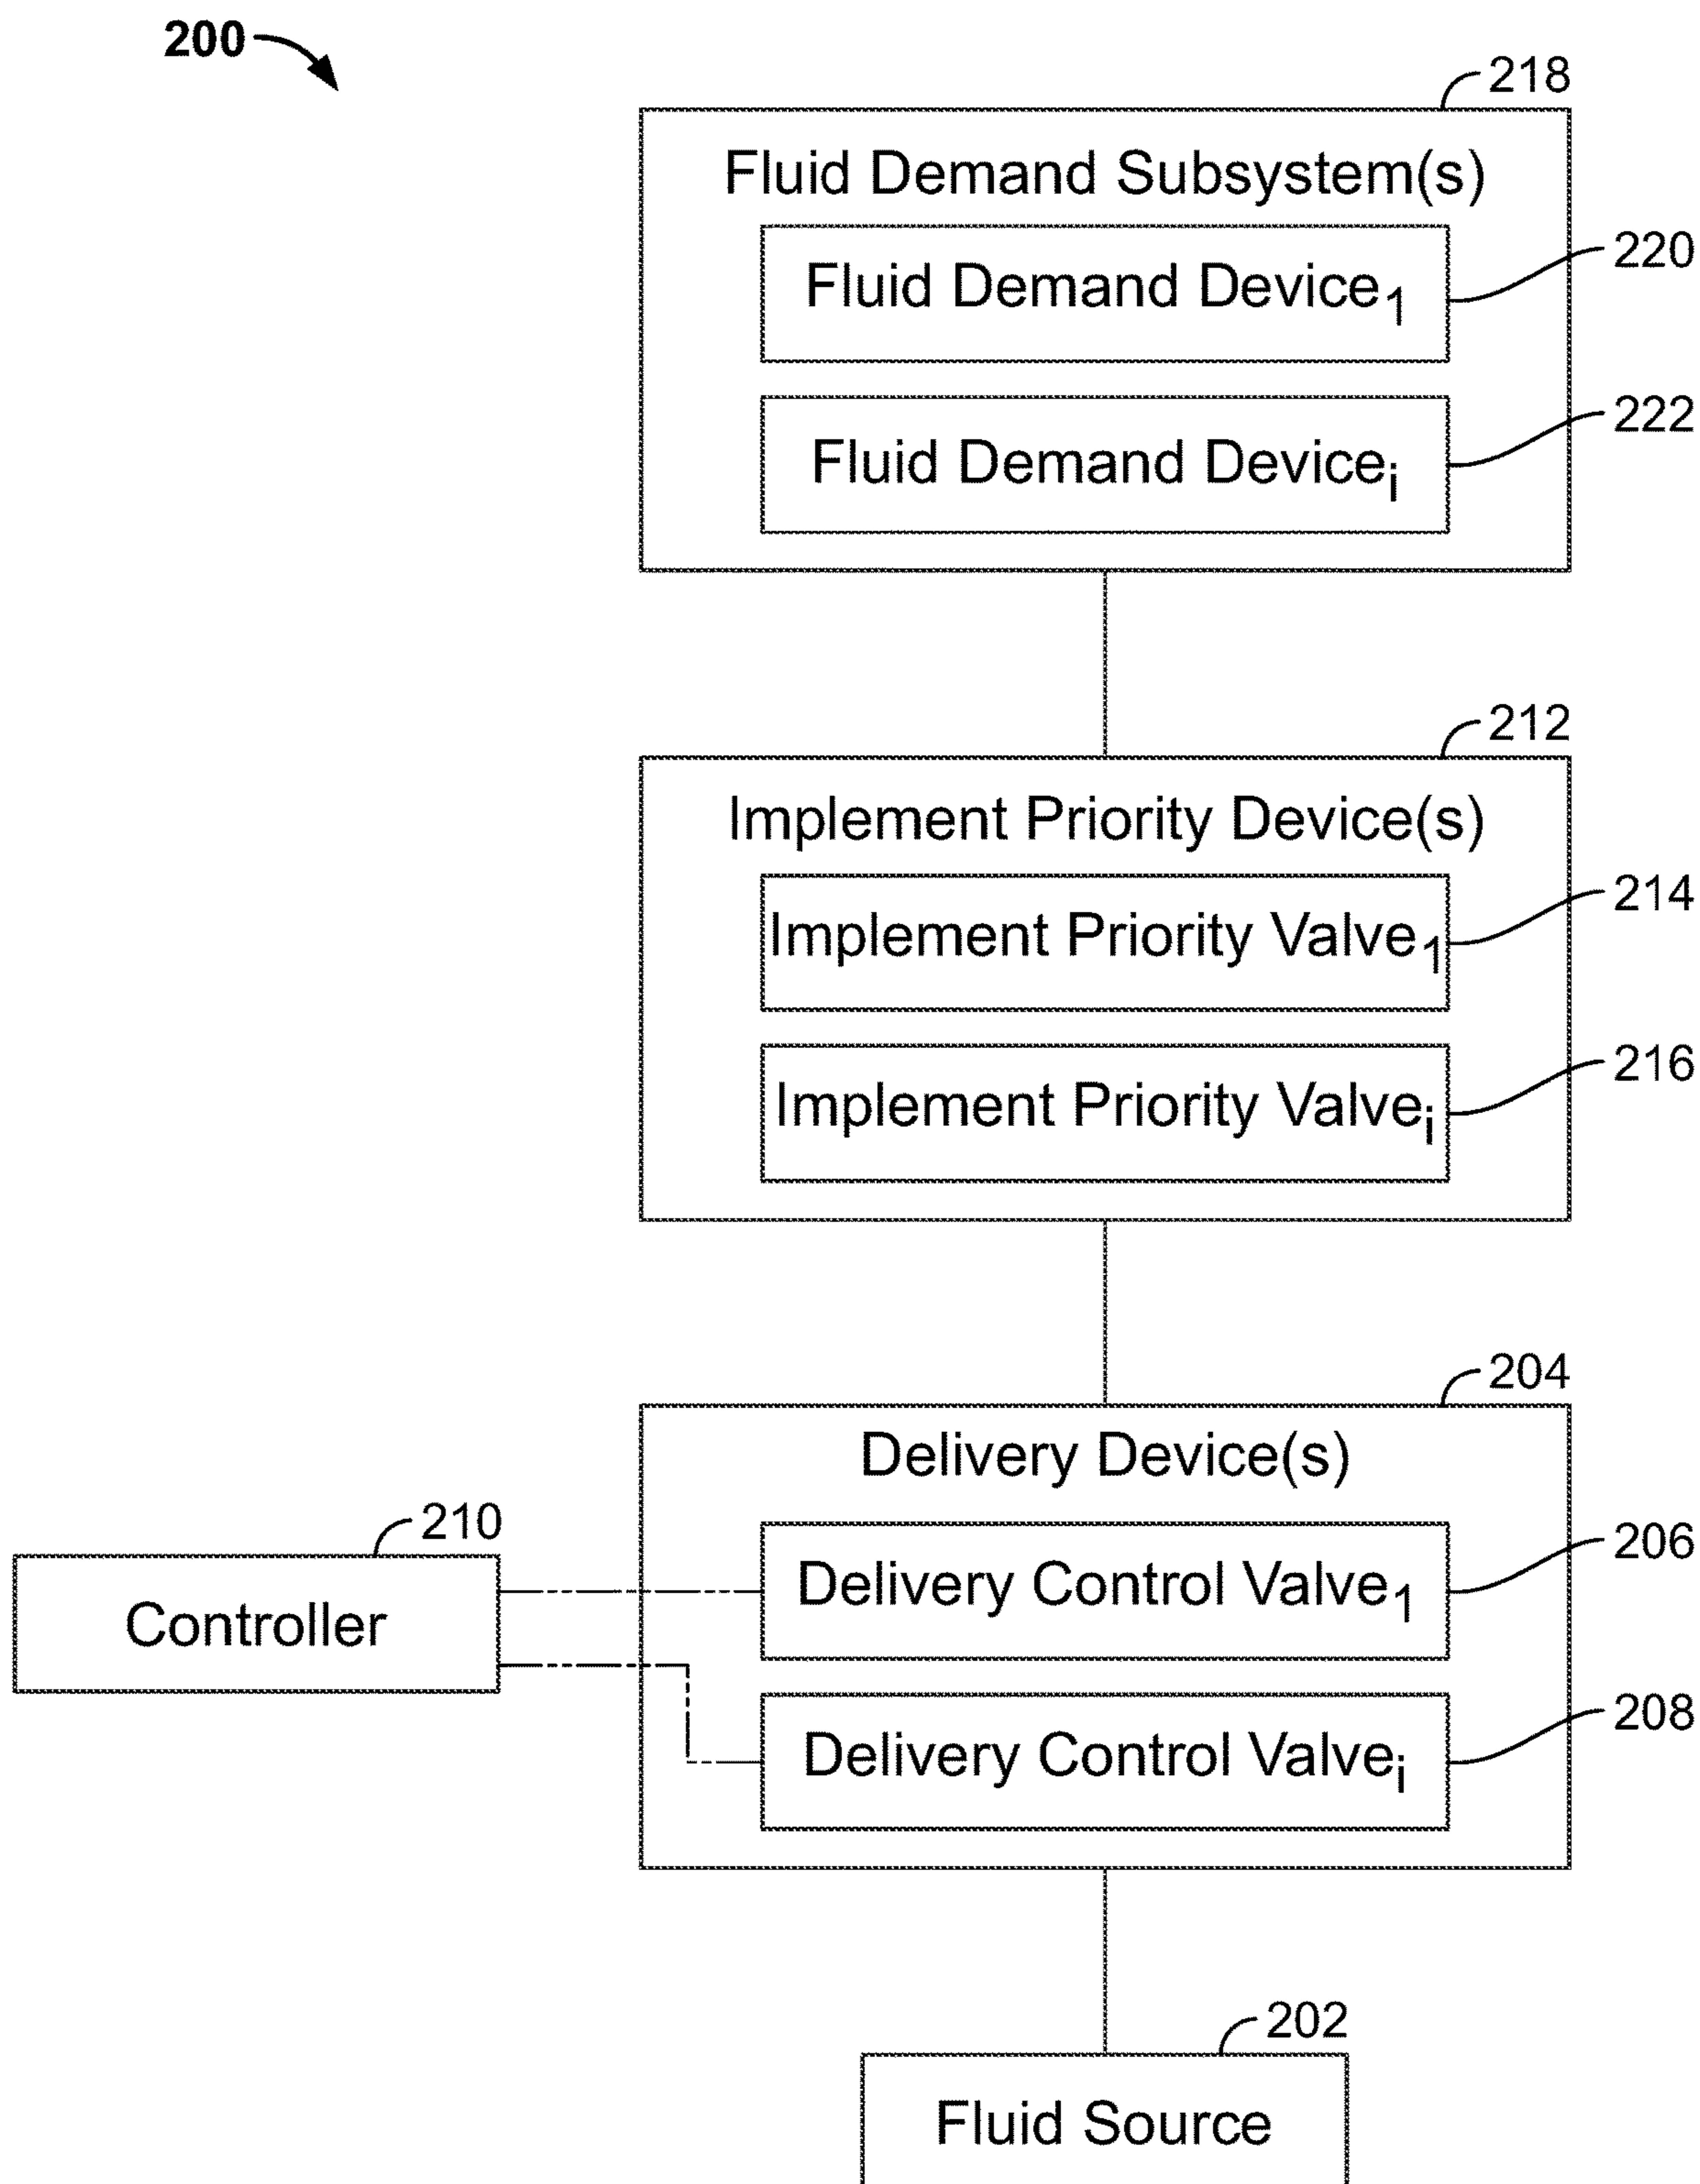 200
218
Fluid Demand Subsystem(s)
220
Fluid Demand Device1
222
Fluid Demand Devicei
212
Implement Priority Device(s)
214
Implement Priority Valve1
216
Implement Priority Valvei
204
Delivery Device(s)
210
206
Controller
Delivery Control Valve1
208
Delivery Control Valvei
202
Fluid Source